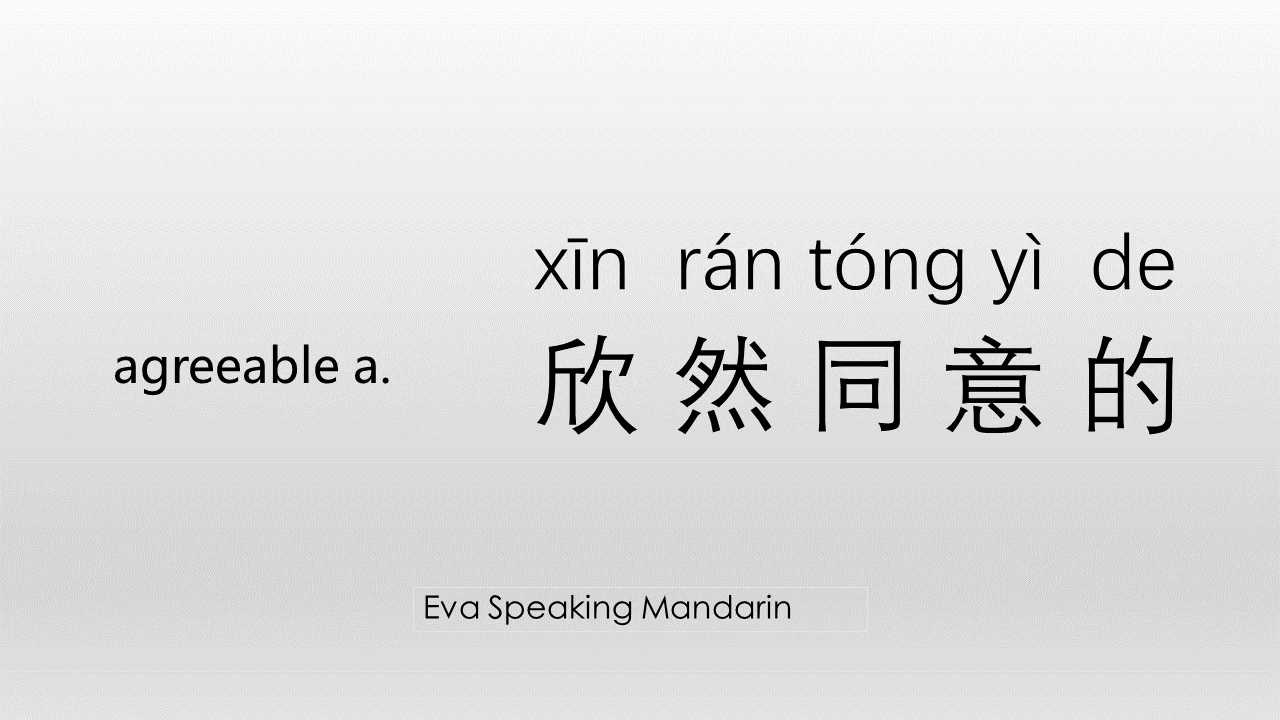 xīn rán tóng yì de
agreeable a.
欣然同意的
Eva Speaking Mandarin